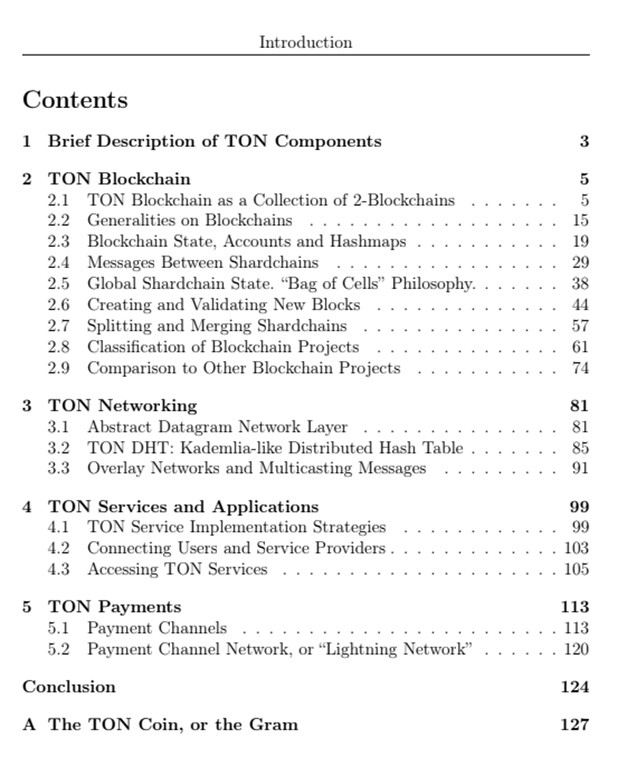 Introduction
Contents
1 Brief Description of TON Components 3
2 TON Blockchain 5
2.1 TON Blockchain as a Collection of 2-Blockchains . . . . . . . 5
2.2 Generalities on Blockchains . . . . . . . . . . . . . . . . . . . 15
2.3 Blockchain State, Accounts and Hashmaps . . . . . . . . . . . 19
2.4 Messages Between Shardchains . . . . . . . . . . . . . . . . . 29
2.5 Global Shardchain State. “Bag of Cells” Philosophy. . . . . . . 38
2.6 Creating and Validating New Blocks . . . . . . . . . . . . . . 44
2.7 Splitting and Merging Shardchains . . . . . . . . . . . . . . . 57
2.8 Classification of Blockchain Projects . . . . . . . . . . . . . . 61
2.9 Comparison to Other Blockchain Projects . . . . . . . . . . . 74
3 TON Networking 81
3.1 Abstract Datagram Network Layer . . . . . . . . . . . . . . . 81
3.2 TON DHT: Kademlia-like Distributed Hash Table . . . . . . . 85
3.3 Overlay Networks and Multicasting Messages . . . . . . . . . 91
4 TON Services and Applications 99
4.1 TON Service Implementation Strategies . . . . . . . . . . . . 99
4.2 Connecting Users and Service Providers . . . . . . . . . . . . . 103
4.3 Accessing TON Services . . . . . . . . . . . . . . . . . . . . . 105
5 TON Payments 113
5.1 Payment Channels . . . . . . . . . . . . . . . . . . . . . . . . 113
5.2 Payment Channel Network, or “Lightning Network” . . . . . . 120
Conclusion 124
A The TON Coin, or the Gram 127